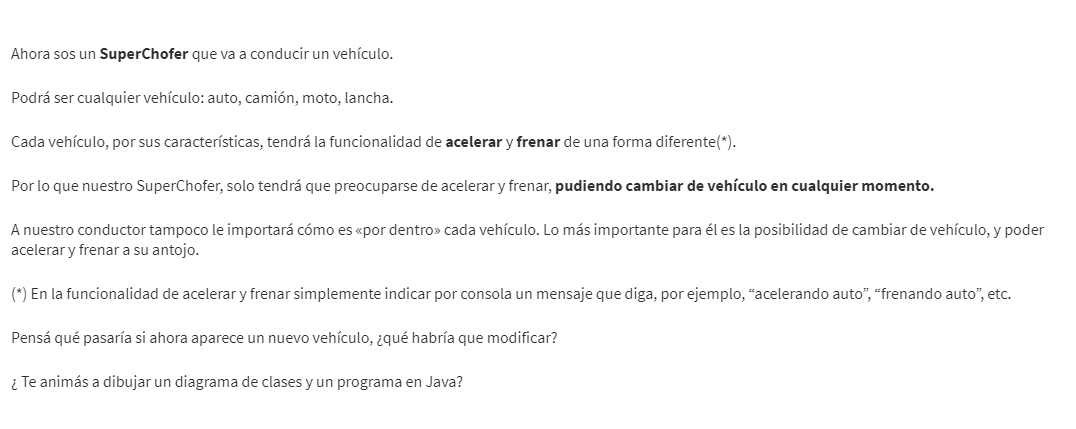 Ahora sos un SuperChofer que va a conducir un vehículo.
Podrá ser cualquier vehículo: auto, camión, moto, lancha.
Cada vehículo, por sus características, tendrá la funcionalidad de acelerar y frenar de una forma diferente(*).
Por lo que nuestro SuperChofer, solo tendrá que preocuparse de acelerar y frenar, pudiendo cambiar de vehículo en cualquier momento.
A nuestro conductor tampoco le importará cómo es «por dentro» cada vehículo. Lo más importante para él es la posibilidad de cambiar de vehículo, y poder
acelerar y frenar a su antojo.
(*) En la funcionalidad de acelerar y frenar simplemente indicar por consola un mensaje que diga, por ejemplo, “acelerando auto”, “frenando auto”, etc.
Pensá qué pasaría si ahora aparece un nuevo vehículo, ¿qué habría que modificar?
¿ Te animás a dibujar un diagrama de clases y un programa en Java?